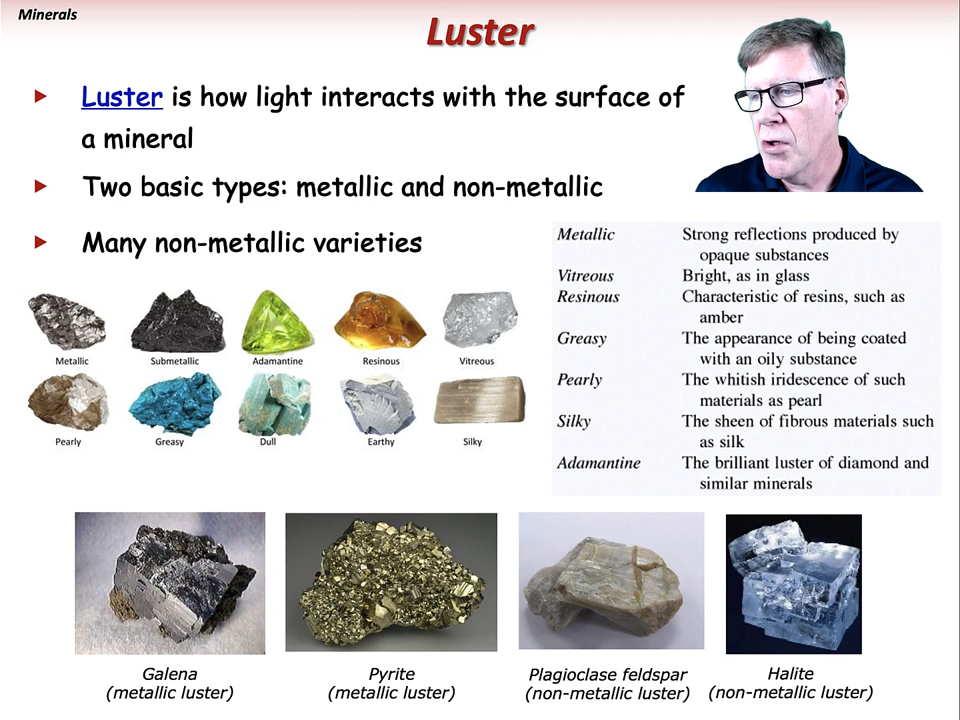 Minerals
Luster
Luster is how light interacts with the surface of
a mineral
Two basic types: metallic and non-metallic
Many non-metallic varieties
Metallic
Submetallic
Adamantine
Resinous
Vitreous
Pearly
Greasy
Dull
Earthy
Silky
Metallic Strong reflections produced by
opaque substances
Vitreous Bright, as in glass
Resinous Characteristic of resins, such as
amber
Greasy The appearance of being coated
with an oily substance
Pearly The whitish iridescence of such
materials as pearl
Silky The sheen of fibrous materials such
as silk
Adamantine The brilliant luster of diamond and
similar minerals
Galena
(metallic luster)
Pyrite
(metallic luster)
Plagioclase feldspar
(non-metallic luster)
Halite
(non-metallic luster)